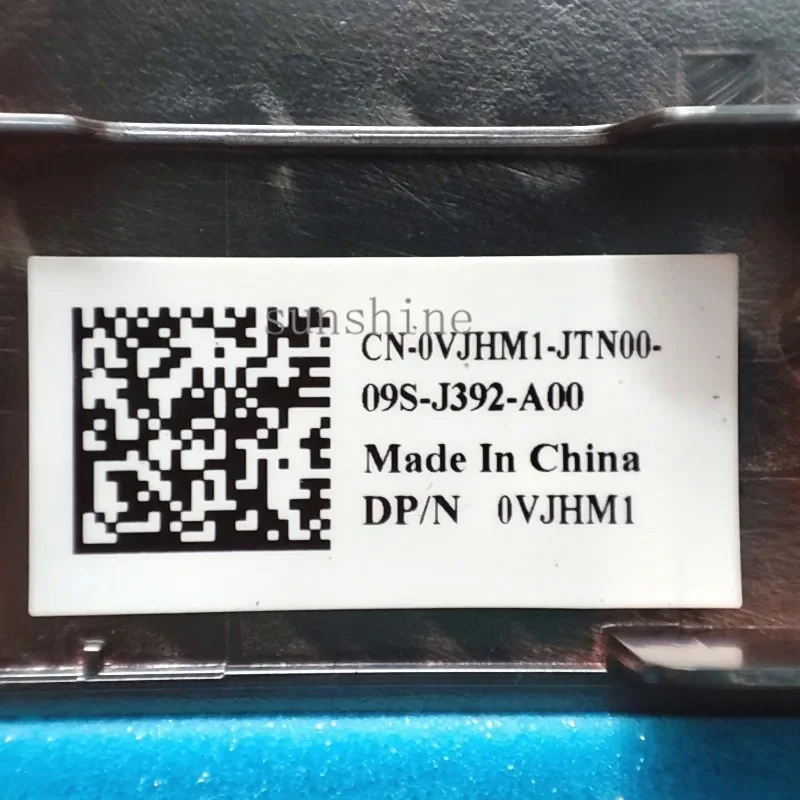 sunshine
CN-0VJHM1-JTN00-
09S-J392-A00
Made In China
DP/N 0VJHM1